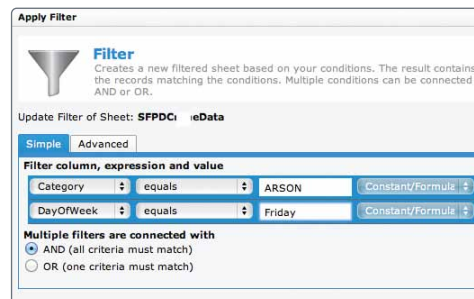 Apply Filter
Filter
Creates a new filtered sheet based on your conditions. The result contains
the records matching the conditions. Multiple conditions can be connected
AND or OR.
Update Filter of Sheet:
Simple Advanced
Filter column, expression and value
Category equals ARSON Constant/Formula
DayOfWeek equals Friday Constant/Formula
Multiple filters are connected with
AND (all criteria must match)
OR (one criteria must match)